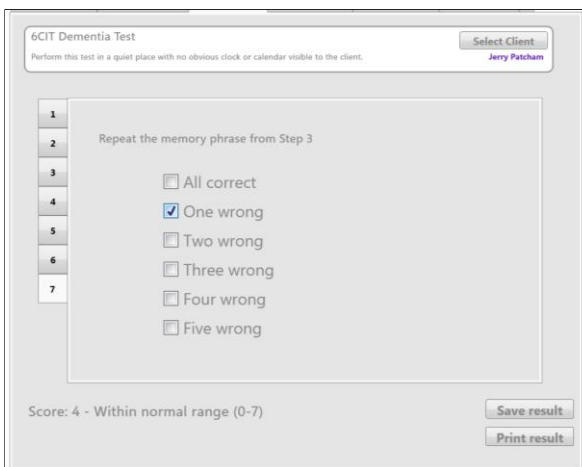 6CIT Dementia Test
Select Client
Perform this test in a quiet place with no obvious clock or calendar visible to the client.
Jerry Patcham
1
2
3
4
5
6
7
Repeat the memory phrase from Step 3
All correct
One wrong
Two wrong
Three wrong
Four wrong
Five wrong
Score: 4 - Within normal range (0-7)
Save result
Print result